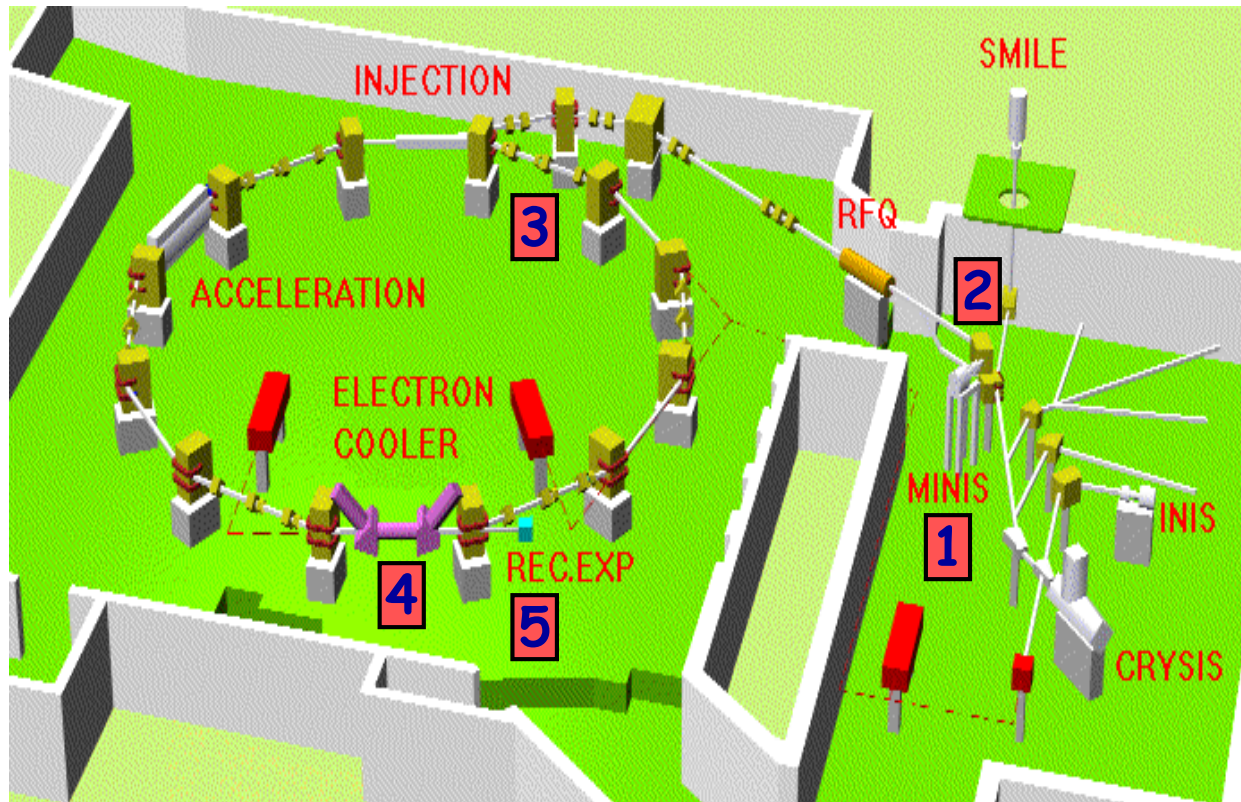 SMILE
INJECTION
RFQ
3
2
ACCELERATION
ELECTRON
COOLER
MINIS
INIS
1
REC.EXP
4
5
CRYSIS